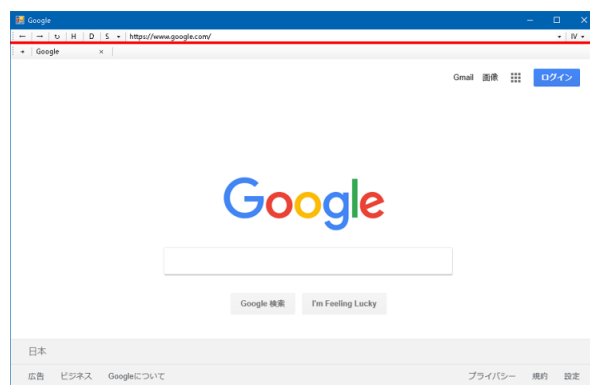 Google
← → ↻ H D S https://www.google.com/ IV
+ Google ×
Gmail 画像 ログイン
Google
Google 検索 I'm Feeling Lucky
日本
広告 ビジネス Googleについて プライバシー 規約 設定